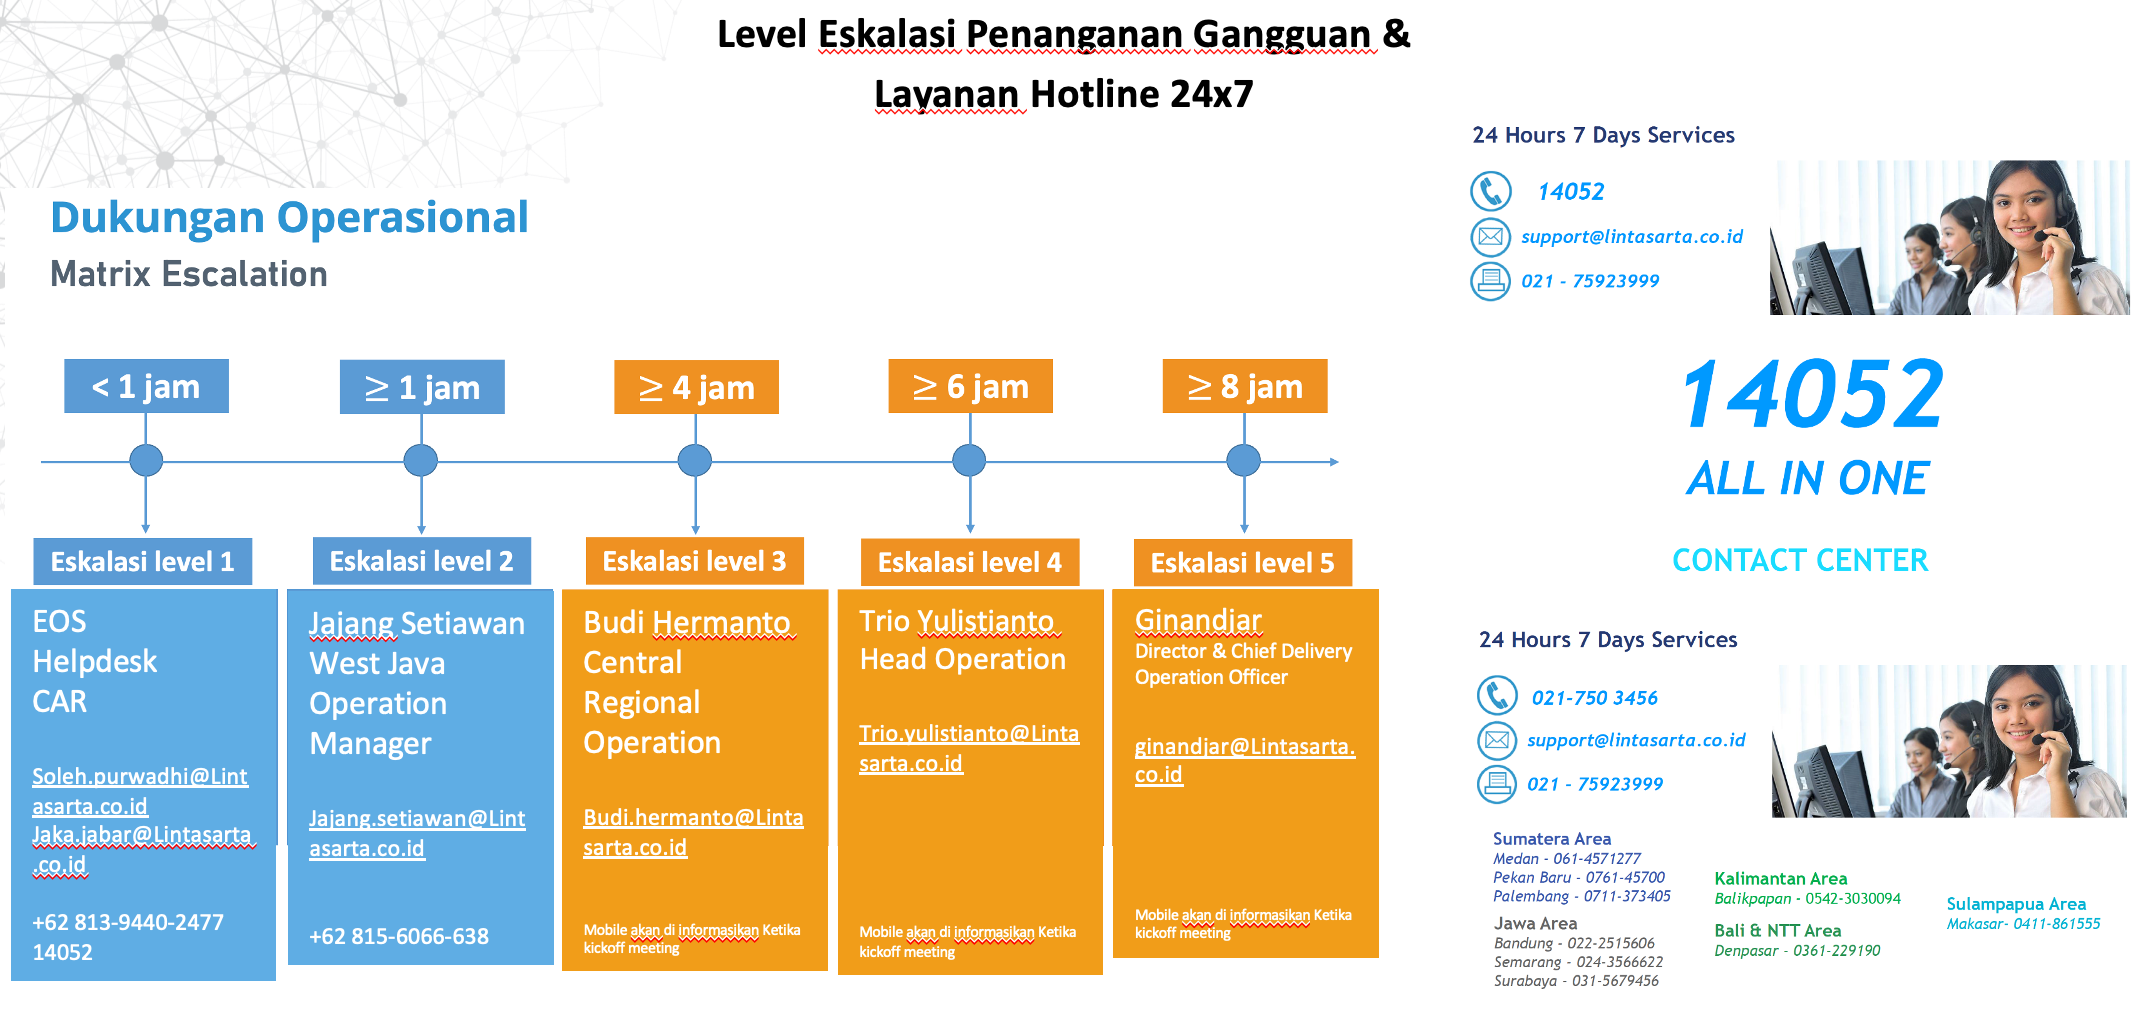 Level Eskalasi Penanganan Gangguan &
Layanan Hotline 24x7
Dukungan Operasional
Matrix Escalation
< 1 jam
≥ 1 jam
≥ 4 jam
≥ 6 jam
≥ 8 jam
Eskalasi level 1
EOS
Helpdesk
CAR
Soleh.purwadhi@Lint
asarta.co.id
Jaka.jabar@Lintasarta
.co.id
+62 813-9440-2477
14052
Eskalasi level 2
Jajang Setiawan
West Java
Operation
Manager
Jajang.setiawan@Lint
asarta.co.id
+62 815-6066-638
Eskalasi level 3
Budi Hermanto
Central
Regional
Operation
Budi.hermanto@Linta
sarta.co.id
Mobile akan di informasikan Ketika
kickoff meeting
Eskalasi level 4
Trio Yulistianto
Head Operation
Trio.yulistianto@Linta
sarta.co.id
Mobile akan di informasikan Ketika
kickoff meeting
Eskalasi level 5
Ginandjar
Director & Chief Delivery
Operation Officer
ginandjar@Lintasarta.
co.id
Mobile akan di informasikan Ketika
kickoff meeting
24 Hours 7 Days Services
14052
support@lintasarta.co.id
021 - 75923999
14052
ALL IN ONE
CONTACT CENTER
24 Hours 7 Days Services
021-750 3456
support@lintasarta.co.id
021 - 75923999
Sumatera Area
Medan - 061-4571277
Pekan Baru - 0761-45700
Palembang - 0711-373405
Jawa Area
Bandung - 022-2515606
Semarang - 024-3566622
Surabaya - 031-5679456
Kalimantan Area
Balikpapan - 0542-3030094
Bali & NTT Area
Denpasar - 0361-229190
Sulampapua Area
Makasar- 0411-861555